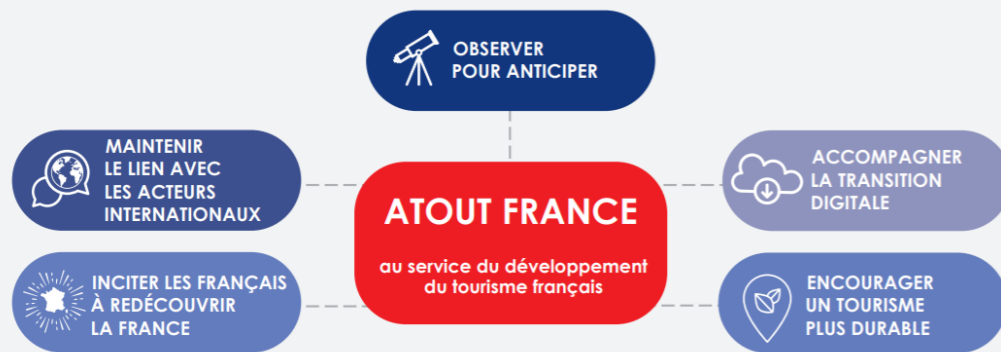 OBSERVER
POUR ANTICIPER
MAINTENIR
LE LIEN AVEC
LES ACTEURS
INTERNATIONAUX
ACCOMPAGNER
LA TRANSITION
DIGITALE
ATOUT FRANCE
au service du développement
du tourisme français
INCITER LES FRANÇAIS
À REDÉCOUVRIR
LA FRANCE
ENCOURAGER
UN TOURISME
PLUS DURABLE